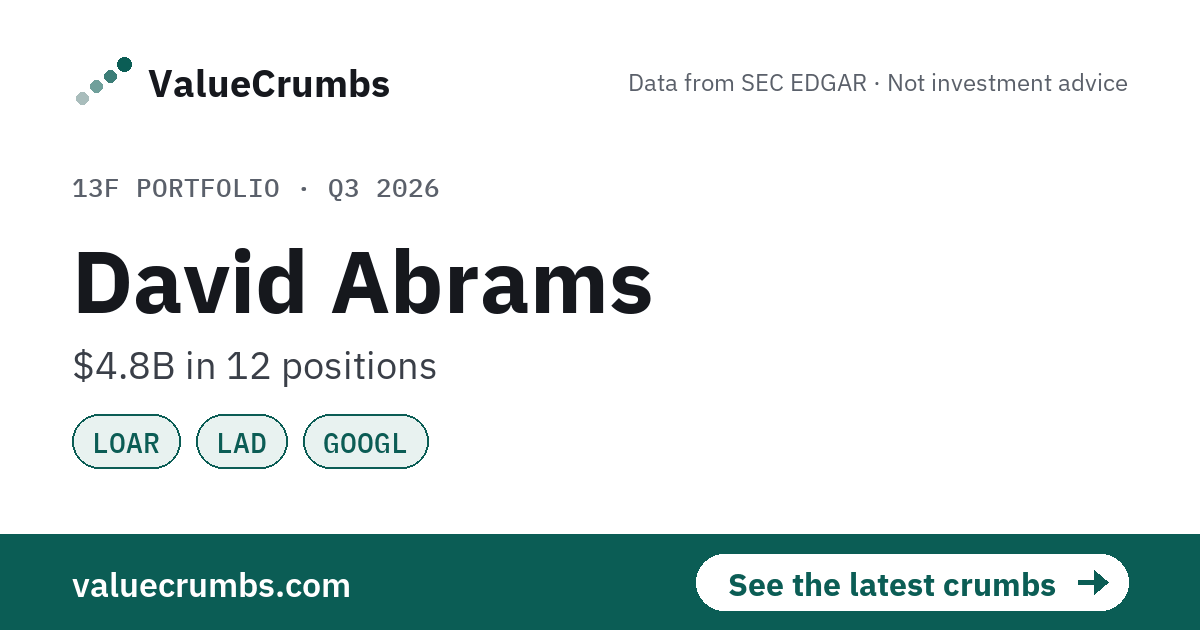 ValueCrumbs
Data from SEC EDGAR · Not investment advice
13F PORTFOLIO · Q3 2026
David Abrams
$4.8B in 12 positions
LOAR LAD GOOGL
valuecrumbs.com
See the latest crumbs →